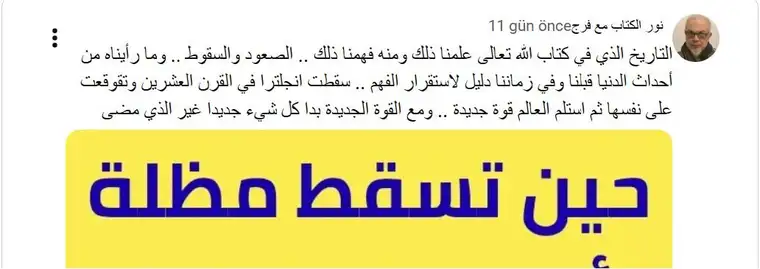 نور الكتاب مع فرج 11 gün önce
التاريخ الذي في كتاب الله تعالى علمنا ذلك ومنه فهمنا ذلك .. الصعود والسقوط .. وما رأيناه من
أحداث الدنيا قبلنا وفي زماننا دليل لاستقرار الفهم .. سقطت انجلترا في القرن العشرين وتقوقعت
على نفسها ثم استلم العالم قوة جديدة .. ومع القوة الجديدة بدا كل شيء جديدا غير الذي مضى
حين تسقط مظلة